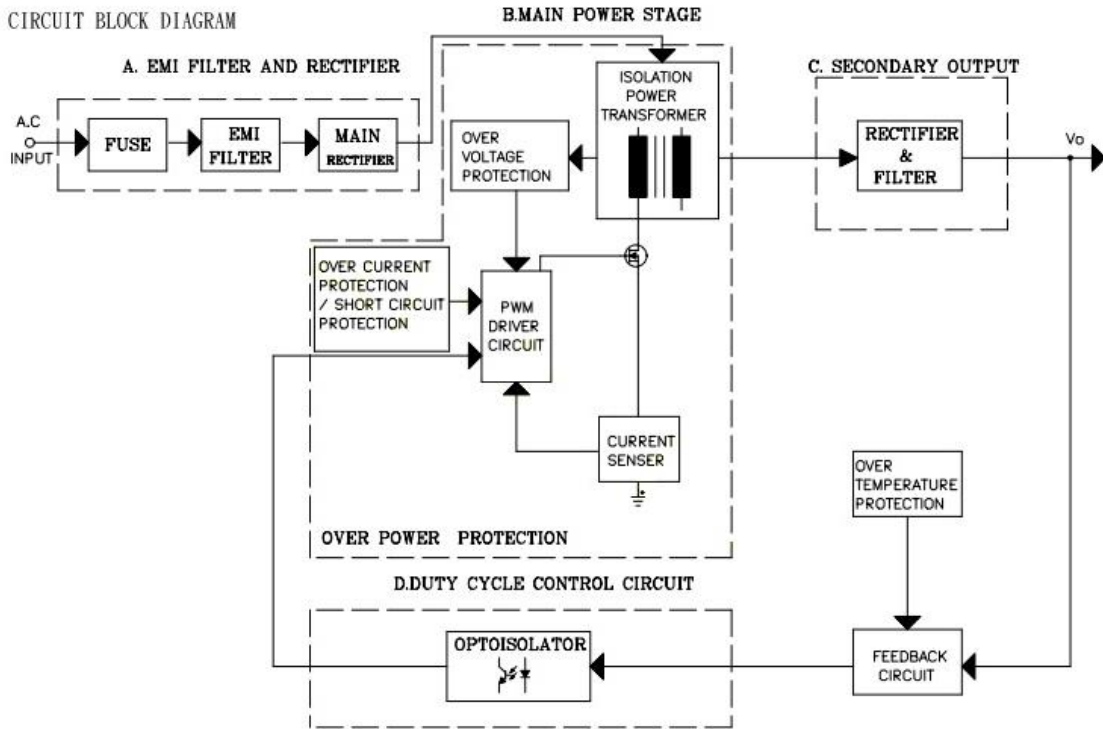 CIRCUIT BLOCK DIAGRAM
B.MAIN POWER STAGE
A. EMI FILTER AND RECTIFIER
C. SECONDARY OUTPUT
A.C
INPUT
FUSE
EMI
FILTER
MAIN
RECTIFIER
OVER
VOLTAGE
PROTECTION
ISOLATION
POWER
TRANSFORMER
RECTIFIER
&
FILTER
Vo
OVER CURRENT
PROTECTION
/ SHORT CIRCUIT
PROTECTION
PWM
DRIVER
CIRCUIT
CURRENT
SENSER
OVER
TEMPERATURE
PROTECTION
OVER POWER PROTECTION
D.DUTY CYCLE CONTROL CIRCUIT
OPTOISOLATOR
FEEDBACK
CIRCUIT